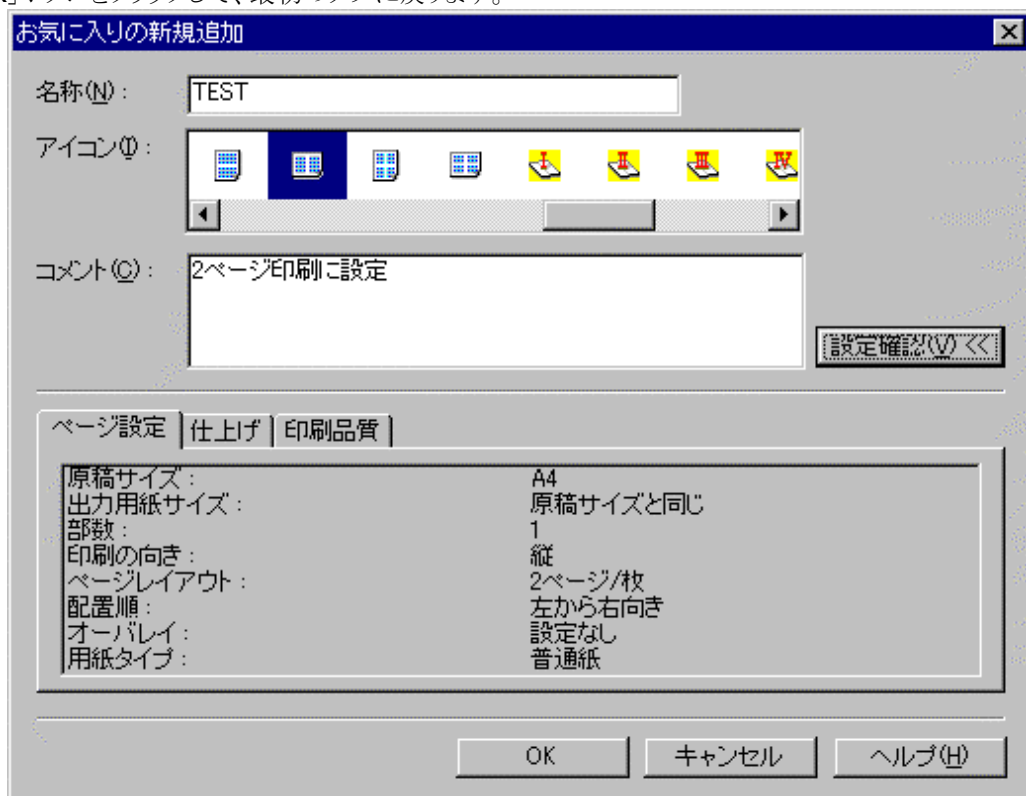 お気に入りの新規追加
名称(N):
TEST
アイコン(I):
I II III IV
コメント(C):
2ページ印刷に設定
設定確認(V) <<
ページ設定 仕上げ 印刷品質
原稿サイズ: A4
出力用紙サイズ: 原稿サイズと同じ
部数: 1
印刷の向き: 縦
ページレイアウト: 2ページ/枚
配置順: 左から右向き
オーバレイ: 設定なし
用紙タイプ: 普通紙
OK キャンセル ヘルプ(H)